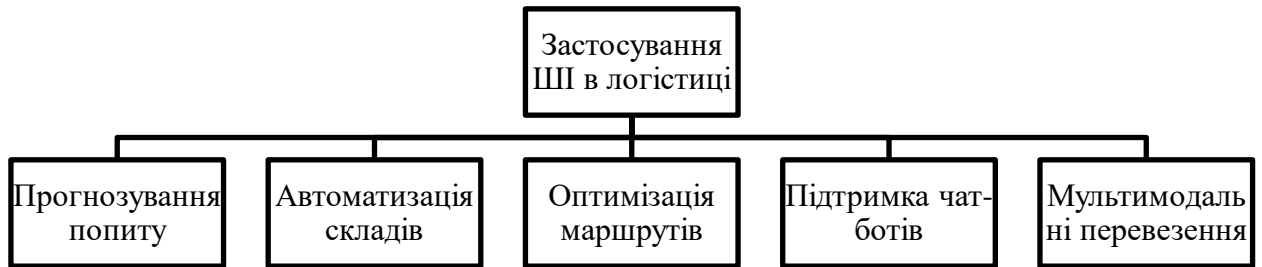 Застосування
ШІ в логістиці
Прогнозування
попиту
Автоматизація
складів
Оптимізація
маршрутів
Підтримка чат-
ботів
Мультимодаль
ні перевезення